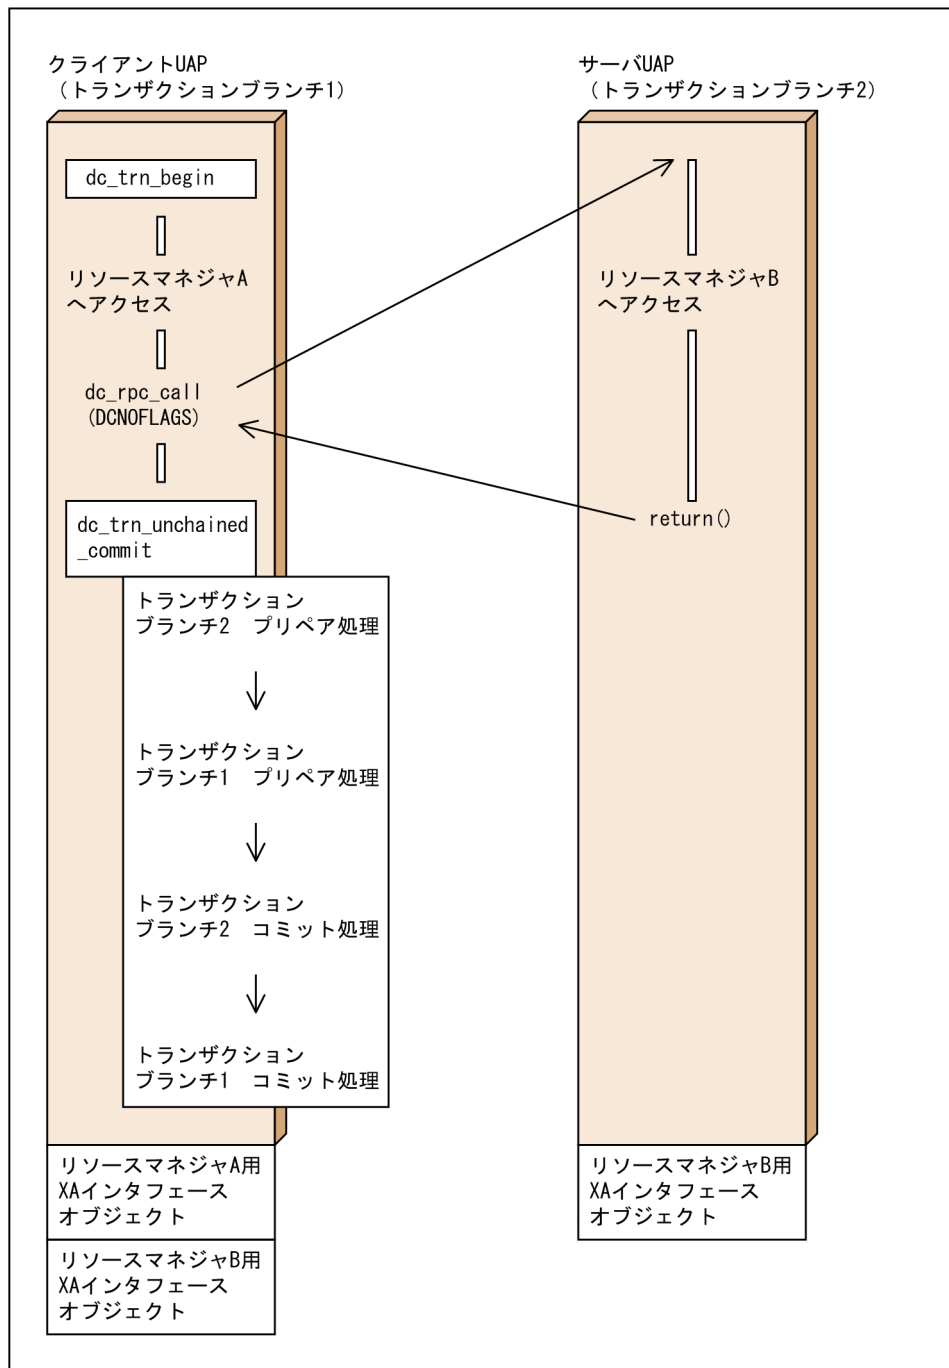 クライアントUAP
(トランザクションブランチ1)
dc_trn_begin
リソースマネジャA
へアクセス
dc_rpc_call
(DCNOFLAGS)
dc_trn_unchained
_commit
トランザクション
ブランチ2　プリペア処理
トランザクション
ブランチ1　プリペア処理
トランザクション
ブランチ2　コミット処理
トランザクション
ブランチ1　コミット処理
リソースマネジャA用
XAインタフェース
オブジェクト
リソースマネジャB用
XAインタフェース
オブジェクト
サーバUAP
(トランザクションブランチ2)
リソースマネジャB
へアクセス
return()
リソースマネジャB用
XAインタフェース
オブジェクト